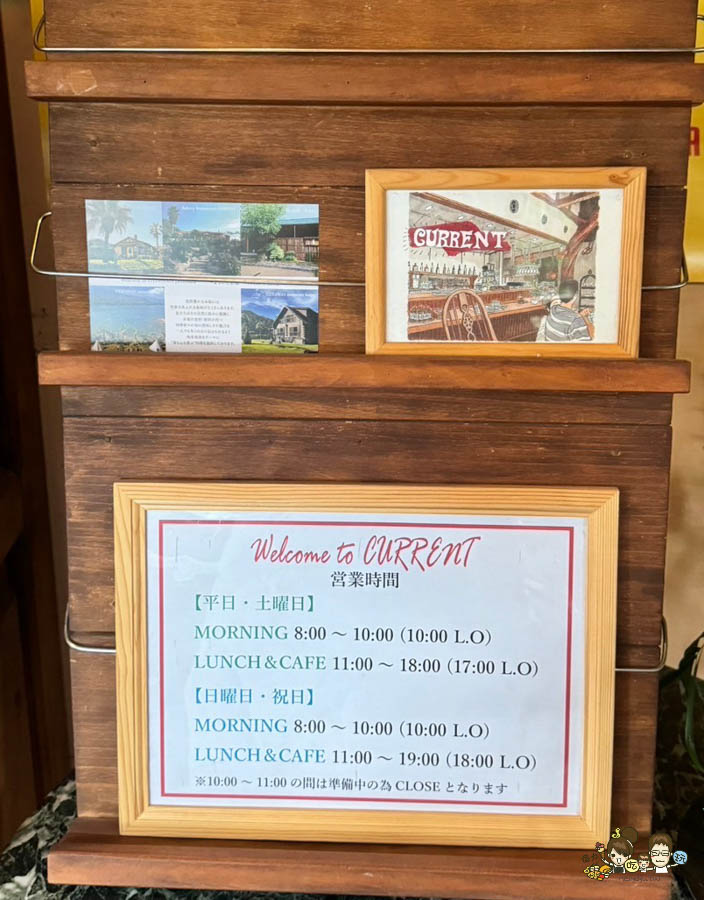 CURRENT
Welcome to CURRENT
営業時間
【平日・土曜日】
MORNING 8:00 〜 10:00 (10:00 L.O)
LUNCH&CAFE 11:00 〜 18:00 (17:00 L.O)
【日曜日・祝日】
MORNING 8:00 〜 10:00 (10:00 L.O)
LUNCH&CAFE 11:00 〜 19:00 (18:00 L.O)
※10:00 〜 11:00 の間は準備中の為 CLOSE となります